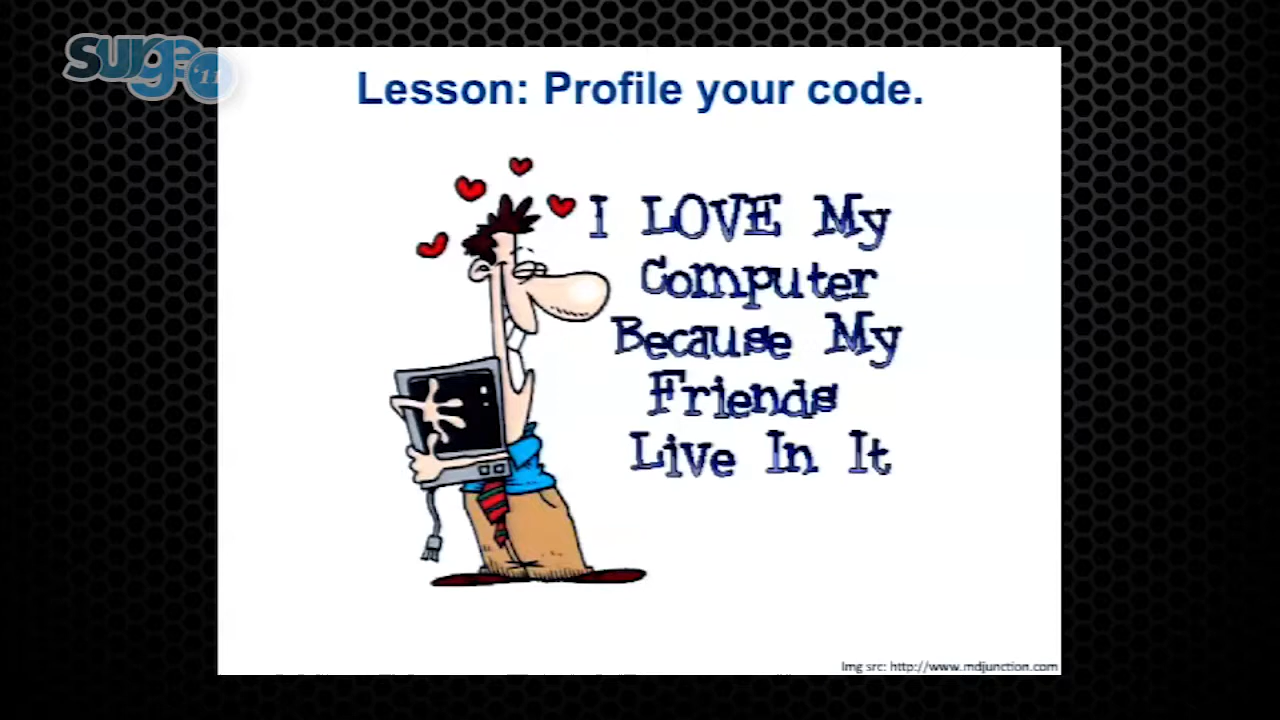 surge '11
Lesson: Profile your code.
I LOVE My
Computer
Because My
Friends
Live In It
Img src: http://www.mdjunction.com